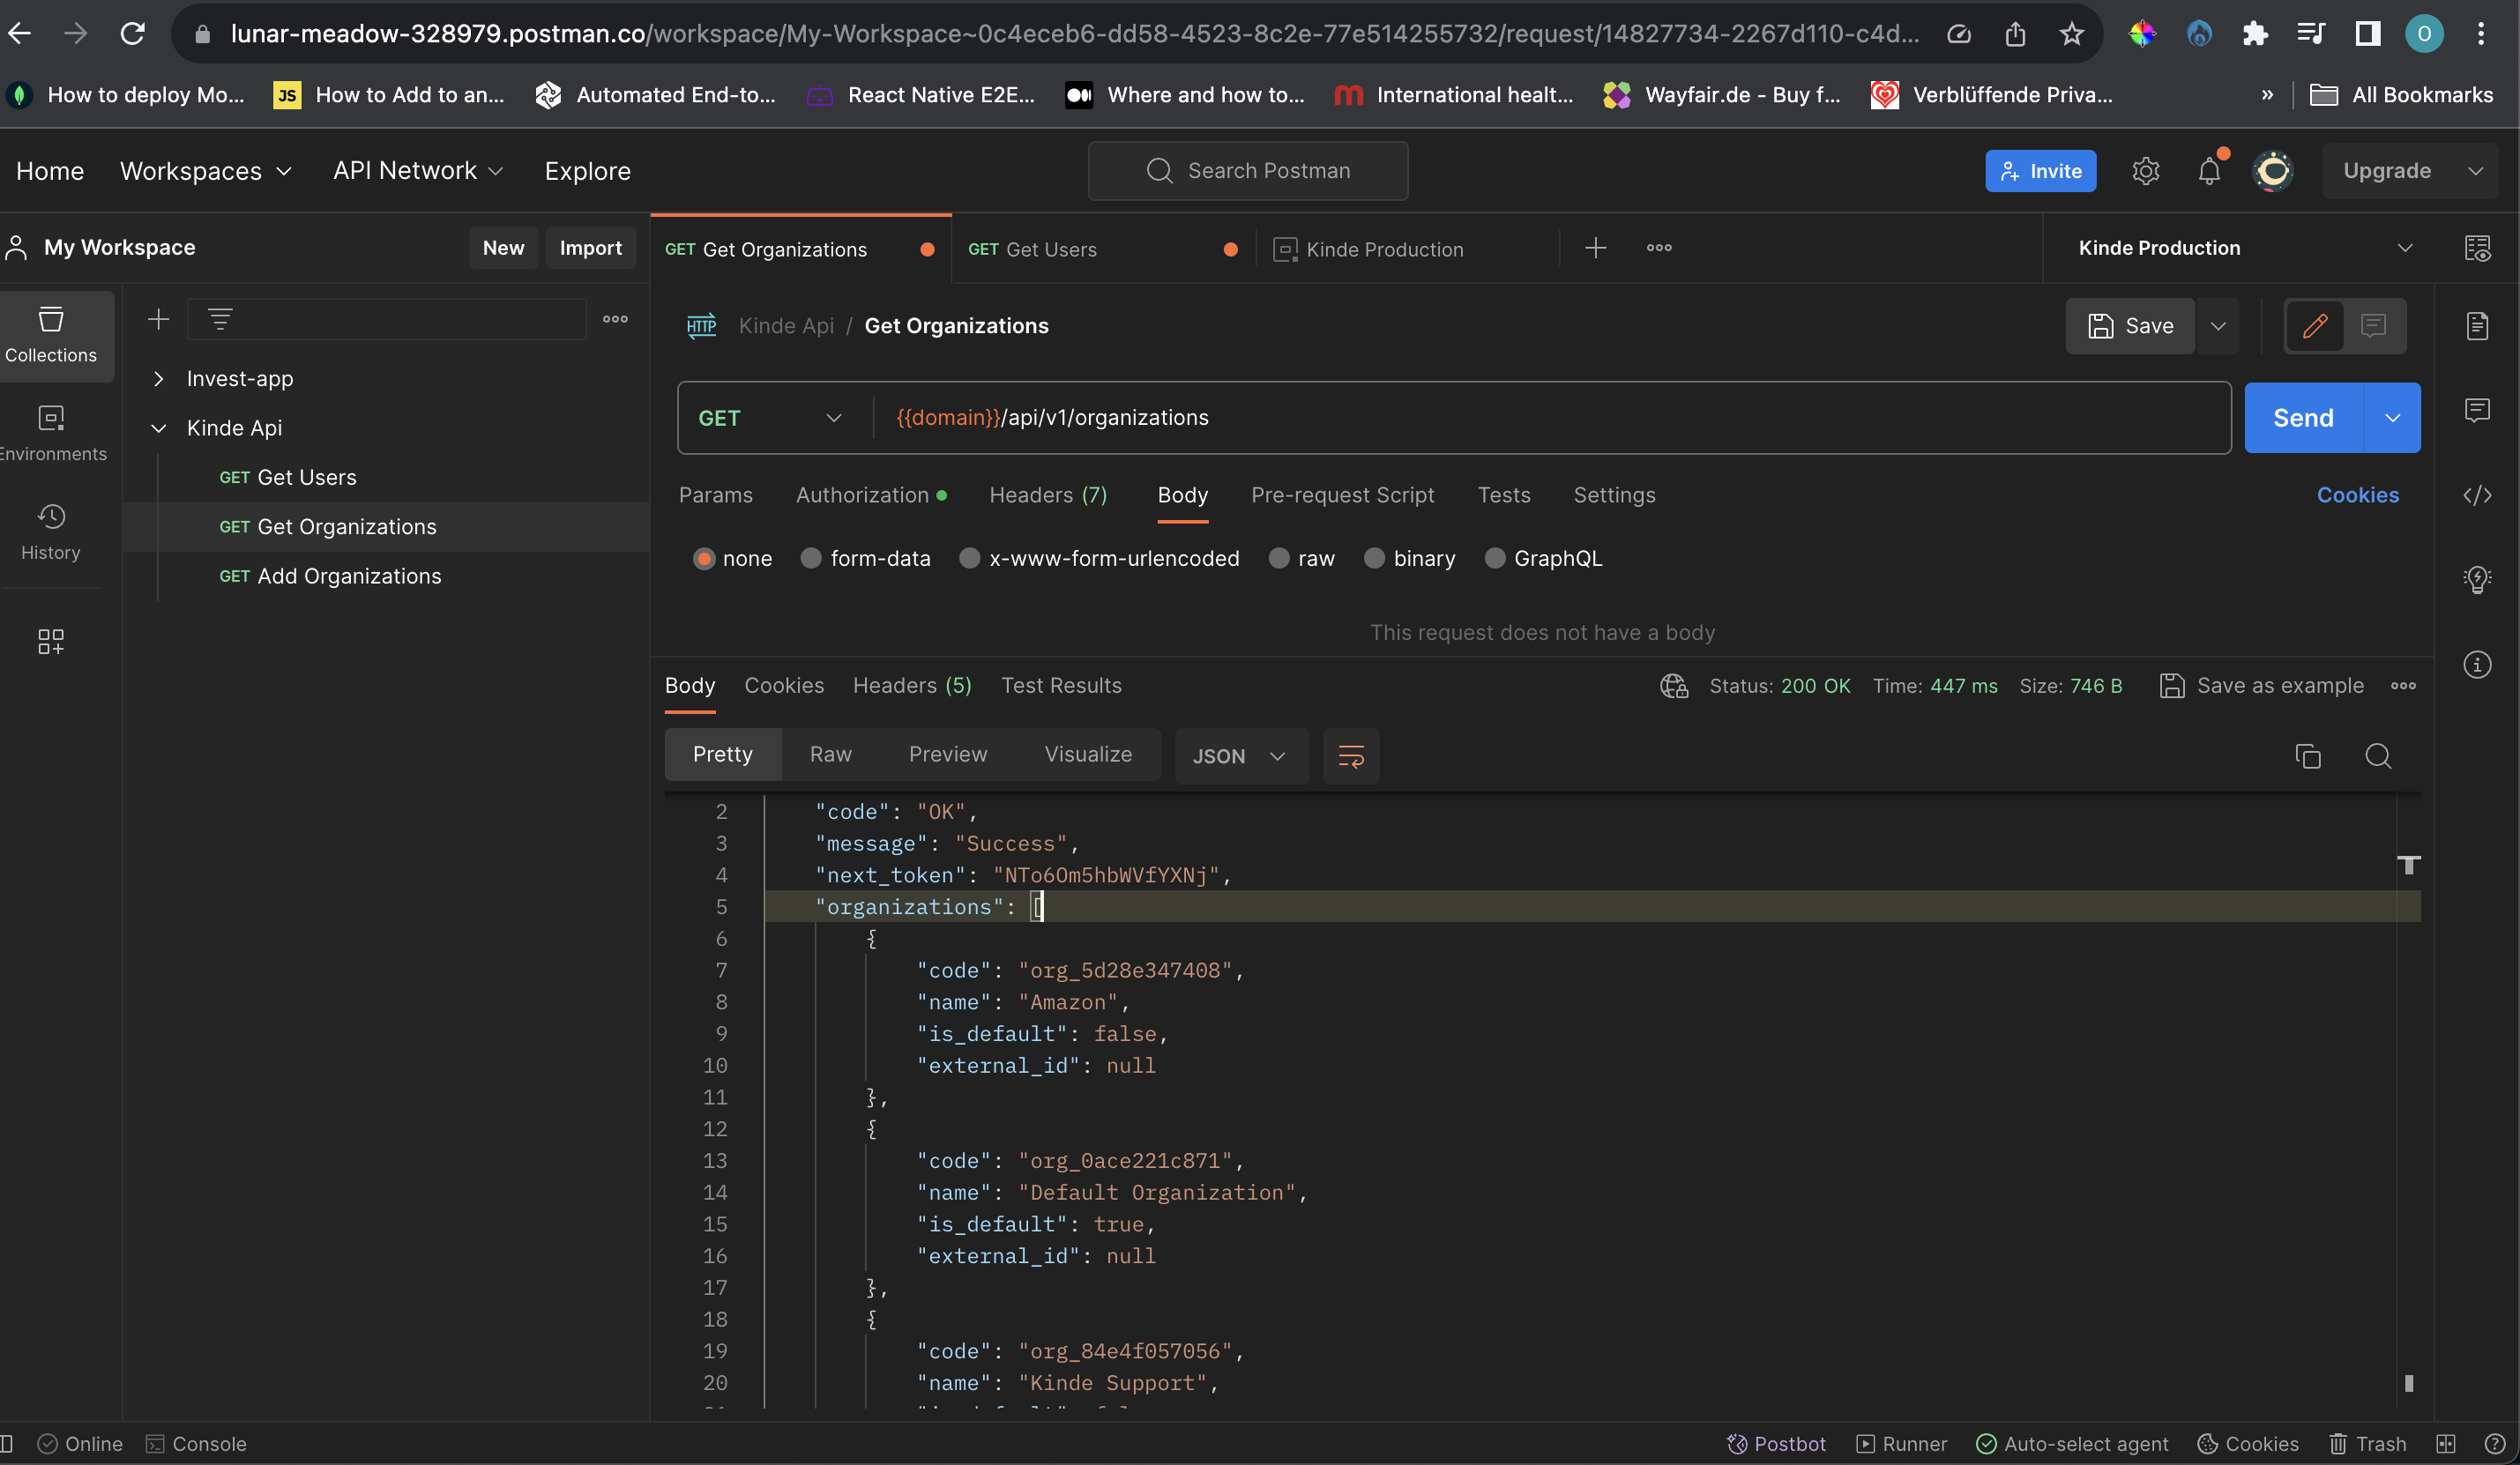 lunar-meadow-328979.postman.co/workspace/My-Workspace~0c4eceb6-dd58-4523-8c2e-77e514255732/request/14827734-2267d110-c4d...
O
How to deploy Mo...
JS How to Add to an...
Automated End-to...
React Native E2E...
Where and how to...
International healt...
Wayfair.de - Buy f...
Verblüffende Priva...
» All Bookmarks
Home Workspaces API Network Explore
Search Postman
Invite
Upgrade
My Workspace
New Import
GET Get Organizations
GET Get Users
Kinde Production
Kinde Production
Collections
Environments
History
Invest-app
Kinde Api
GET Get Users
GET Get Organizations
GET Add Organizations
HTTP Kinde Api / Get Organizations
Save
GET {{domain}}/api/v1/organizations
Send
Params Authorization Headers (7) Body Pre-request Script Tests Settings Cookies
none form-data x-www-form-urlencoded raw binary GraphQL
This request does not have a body
Body Cookies Headers (5) Test Results
Status: 200 OK Time: 447 ms Size: 746 B Save as example
Pretty Raw Preview Visualize JSON
2 "code": "OK",
3 "message": "Success",
4 "next_token": "NTo6Om5hbWVfYXNj",
5 "organizations": [
6 {
7 "code": "org_5d28e347408",
8 "name": "Amazon",
9 "is_default": false,
10 "external_id": null
11 },
12 {
13 "code": "org_0ace221c871",
14 "name": "Default Organization",
15 "is_default": true,
16 "external_id": null
17 },
18 {
19 "code": "org_84e4f057056",
20 "name": "Kinde Support",
Online Console
Postbot Runner Auto-select agent Cookies Trash